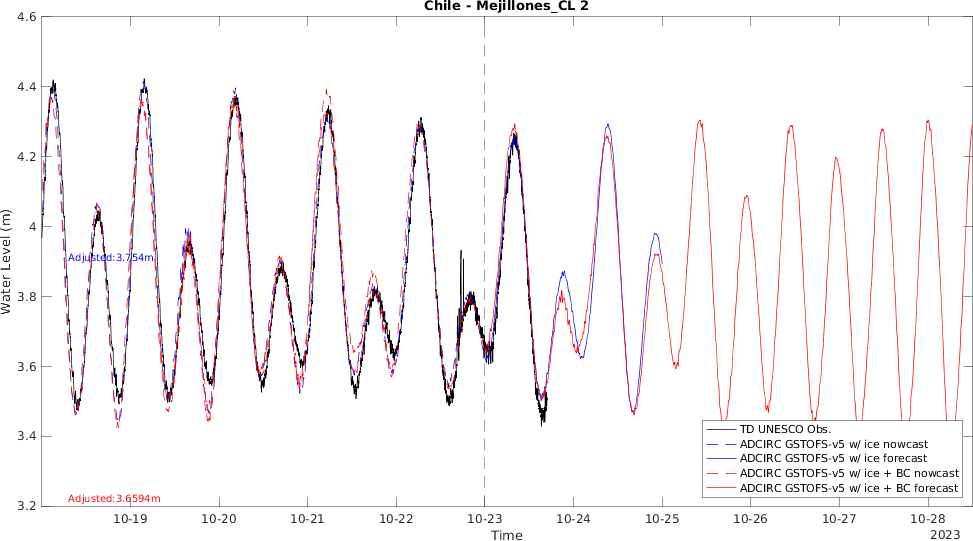 Chile - Mejillones_CL 2
4.6
4.4
4.2
4
3.8
3.6
3.4
3.2
Water Level (m)
Adjusted:3.754m
Adjusted:3.6594m
TD UNESCO Obs.
ADCIRC GSTOFS-v5 w/ ice nowcast
ADCIRC GSTOFS-v5 w/ ice forecast
ADCIRC GSTOFS-v5 w/ ice + BC nowcast
ADCIRC GSTOFS-v5 w/ ice + BC forecast
10-19 10-20 10-21 10-22 10-23 10-24 10-25 10-26 10-27 10-28
Time
2023